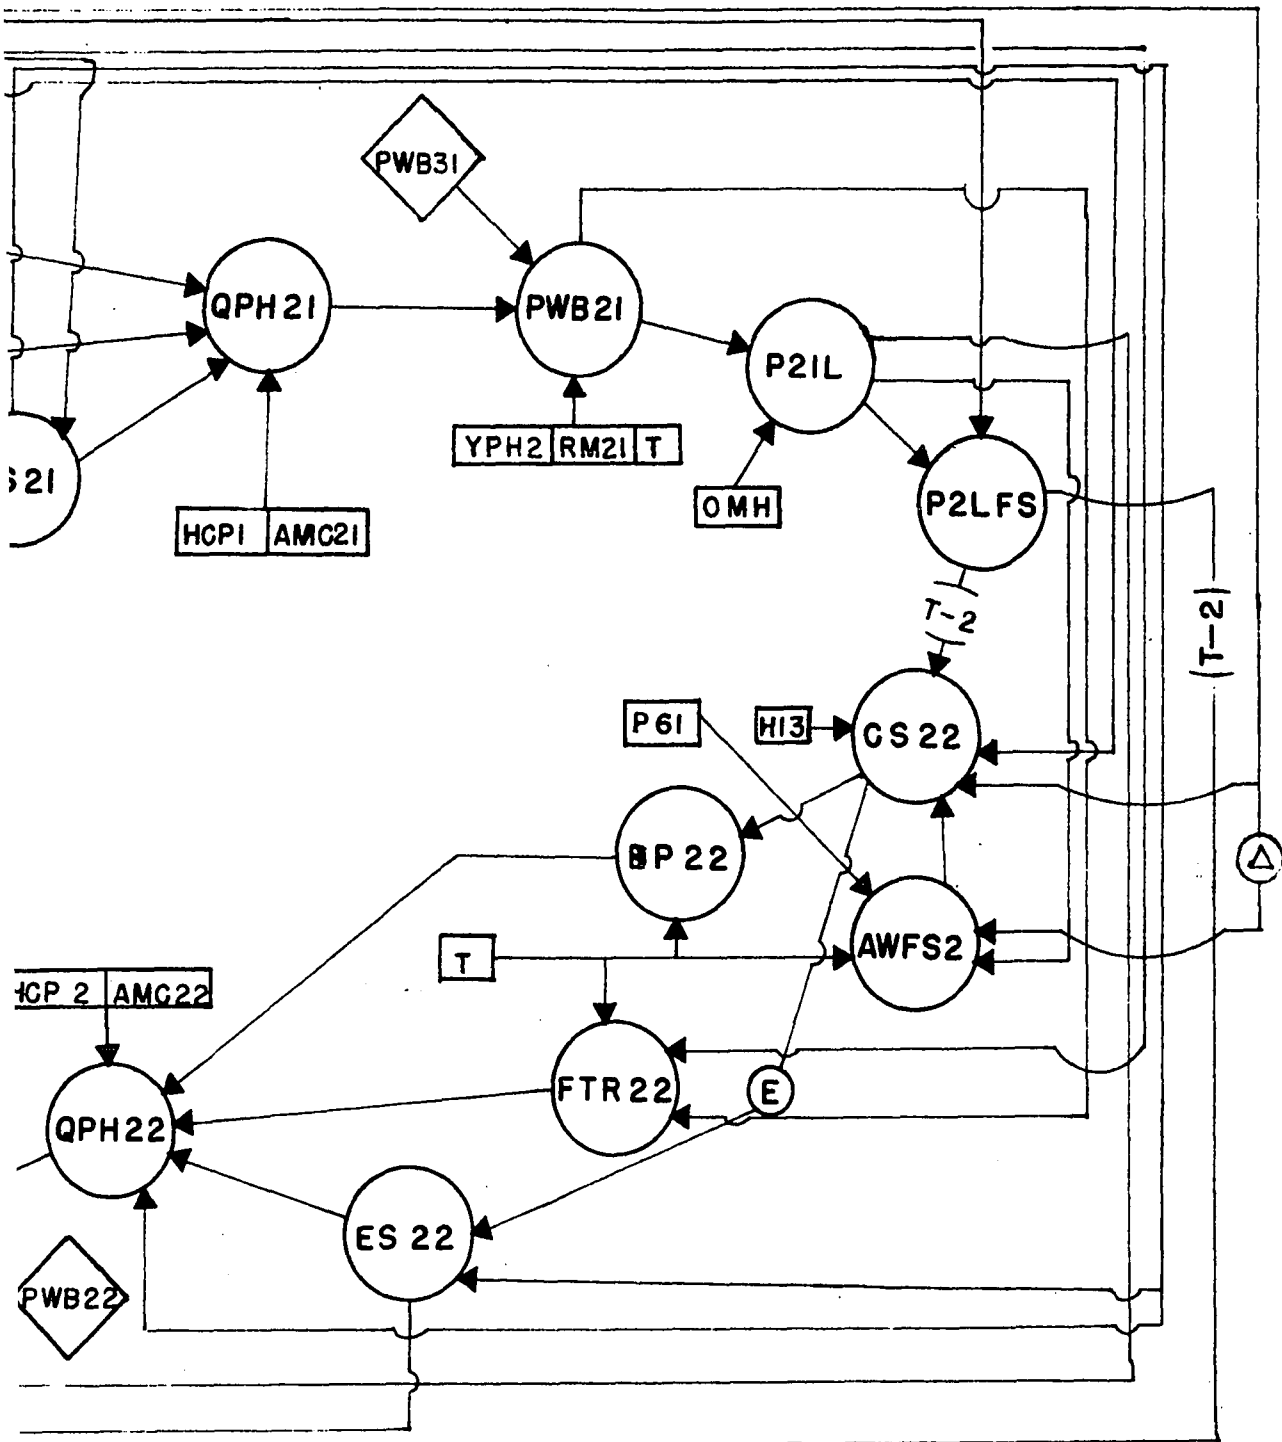 PWB31
QPH21
PWB21
P21L
YPH2 RM21 T
S21
P2LFS
OMH
HCP1 AMC21
T-2
(T-2)
P61
H13
CS22
BP22
Δ
AWFS2
T
HCP 2 AMC22
FTR22
E
QPH22
ES 22
PWB22